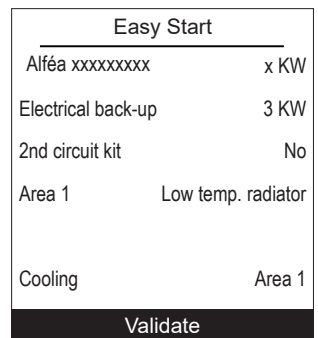 Easy Start
Alféa xxxxxxxxx x KW
Electrical back-up 3 KW
2nd circuit kit No
Area 1 Low temp. radiator
Cooling Area 1
Validate